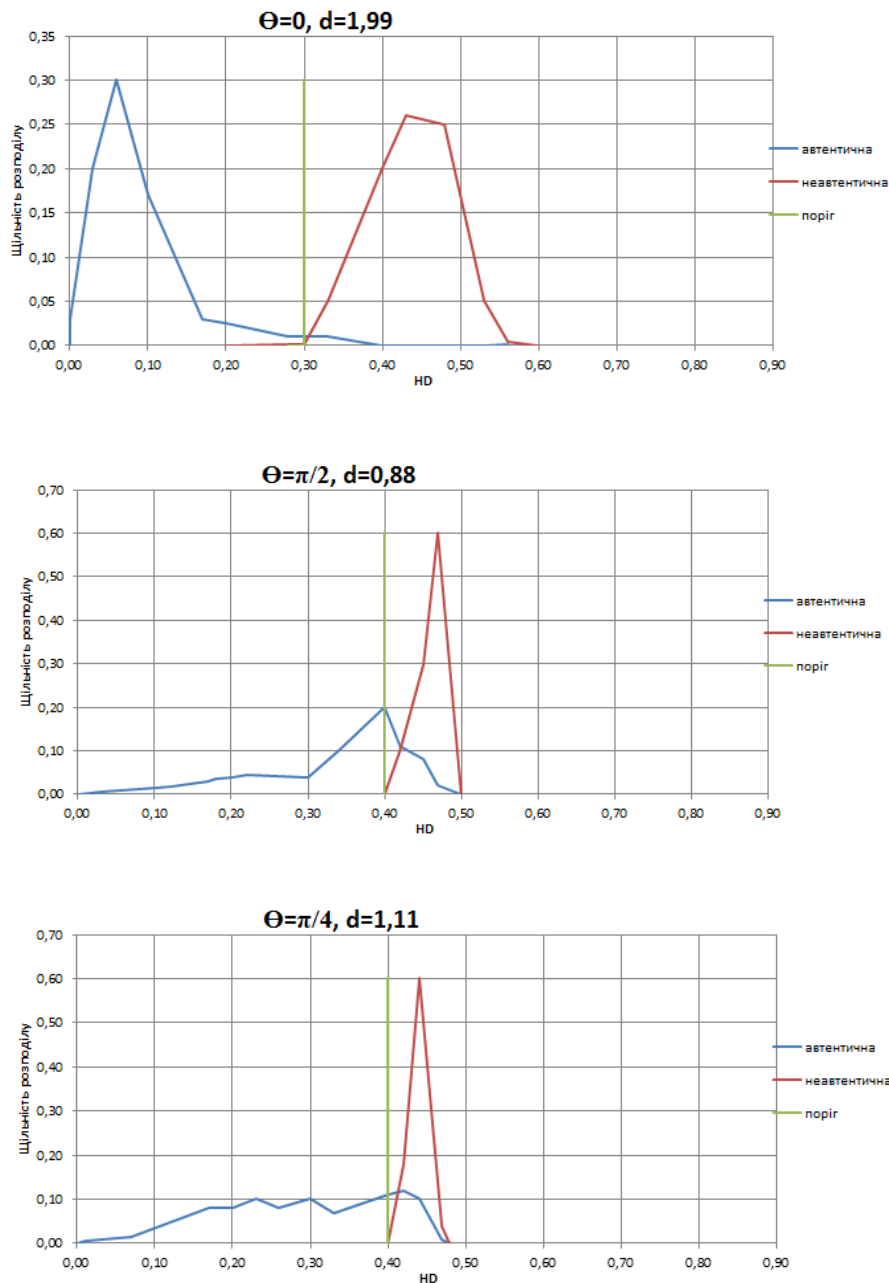 Ɵ=0, d=1,99
Щільність розподілу
0,35
0,30
0,25
0,20
0,15
0,10
0,05
0,00
0,00 0,10 0,20 0,30 0,40 0,50 0,60 0,70 0,80 0,90
HD
автентична
неавтентична
поріг
Ɵ=π/2, d=0,88
Щільність розподілу
0,70
0,60
0,50
0,40
0,30
0,20
0,10
0,00
0,00 0,10 0,20 0,30 0,40 0,50 0,60 0,70 0,80 0,90
HD
автентична
неавтентична
поріг
Ɵ=π/4, d=1,11
Щільність розподілу
0,70
0,60
0,50
0,40
0,30
0,20
0,10
0,00
0,00 0,10 0,20 0,30 0,40 0,50 0,60 0,70 0,80 0,90
HD
автентична
неавтентична
поріг